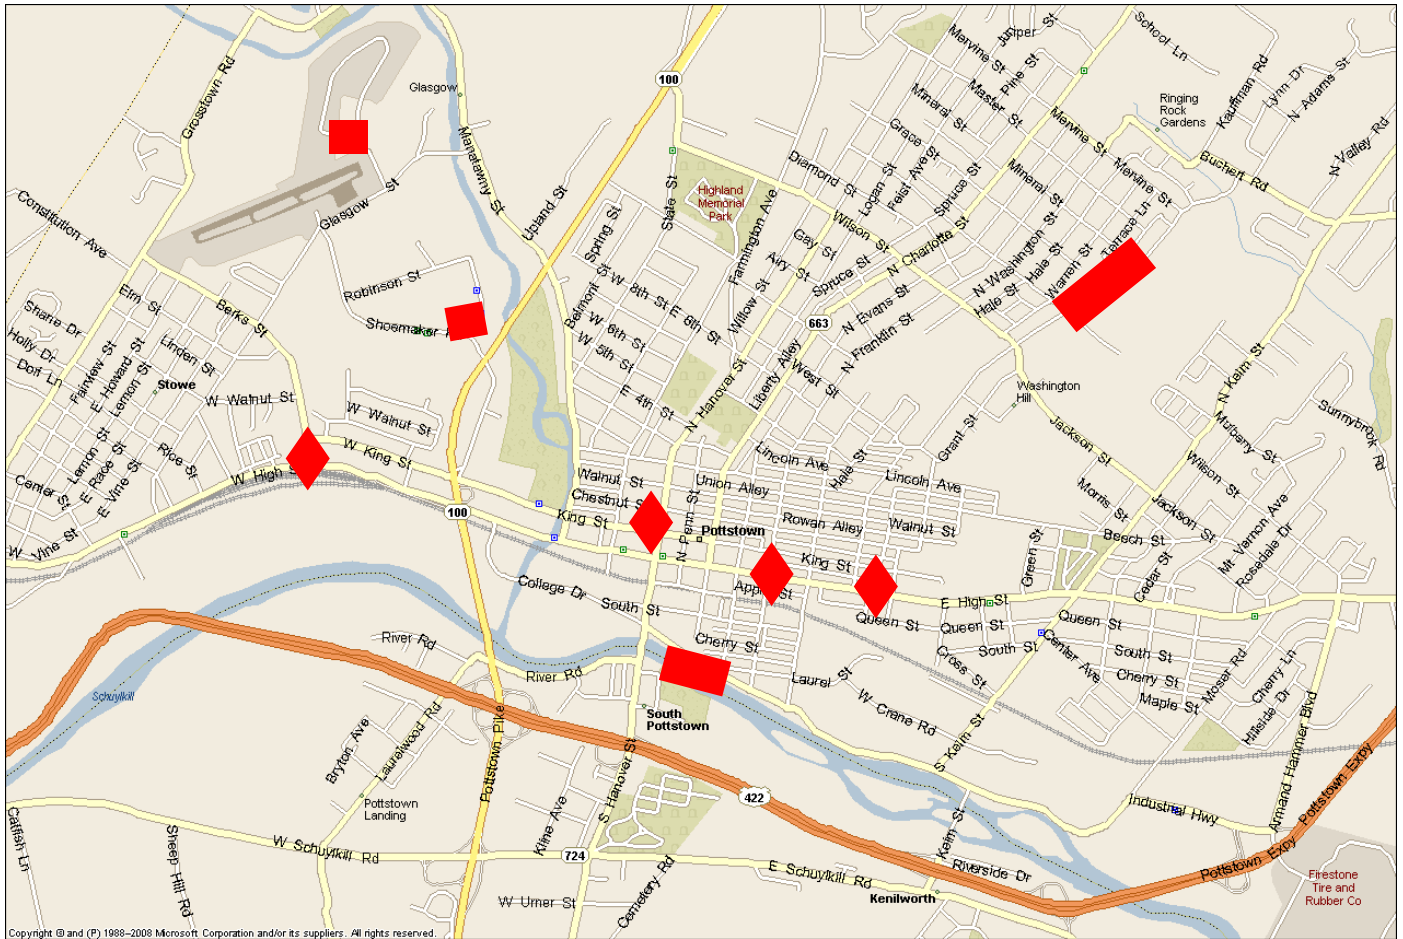 School Ln
Juniper St
Mervine St
Pine St
Kauffman Rd
Lynn Dr
N Adams St
Grosstown Rd
100
Glasgow
Master St
Mineral St
Ringing
Rock
Gardens
Manatawny St
Grace St
Mervine St
N Valley Rd
Diamond St
Logan St
Feist Ave
Spruce St
Mineral St
Mervine St
Buchert Rd
Constitution Ave
Glasgow St
Upland St
Spring St
State St
Highland
Memorial
Park
Farmington Ave
Wilson St
N Charlotte St
N Washington St
Terrace Ln
Gay St
Airy St
Spruce St
Hale St
Hale St
Warren St
Robinson St
Elm St
Berks St
Belmont St
W 8th St
E 8th St
Willow St
W 6th St
W 5th St
663
N Evans St
N Franklin St
Shoemaker
Sharre Dr
Holly Dr
Dorf Ln
Linden St
Fairview St
E Howard St
Lemon St
Stowe
W Walnut St
W Walnut St
E 4th St
N Hanover St
Liberty Alley
West St
Washington
Hill
N Keim St
Grant St
Jackson St
Sunnybrook Rd
Mulberry St
Wilson St
W King St
W High
Rice St
Lemon St
E Race St
E Vine St
Center St
W Vine St
Lincoln Ave
Hale St
Lincoln Ave
Walnut St
Union Alley
Chestnut S
King St
N Penn St
Pottstown
Rowan Alley
Walnut St
Morris St
Jackson St
Beech St
Mt Vernon Ave
Rosedale Dr
100
King St
Green St
Cedar St
College Dr
South St
St
E High St
Queen St
Queen St
Queen St
South St
Center Ave
South St
Cherry St
Cross St
Cherry St
Maple St
Moser Rd
Cherry Ln
Hillside Dr
River Rd
River Rd
Laurel St
W Crane Rd
Schuylkill
South
Pottstown
S Keim St
Bryton Ave
Laurelwood Rd
Pottstown Pike
S Hanover St
Armand Hammer Blvd
Pottstown Expy
Pottstown
Landing
422
Industrial Hwy
Kline Ave
Keim St
Catfish Ln
Sheep Hill Rd
W Schuylkill Rd
724
E Schuylkill Rd
Riverside Dr
Pottstown Expy
Cemetery Rd
W Urner St
Kenilworth
Firestone
Tire and
Rubber Co
Copyright © and (P) 1988–2008 Microsoft Corporation and/or its suppliers. All rights reserved.